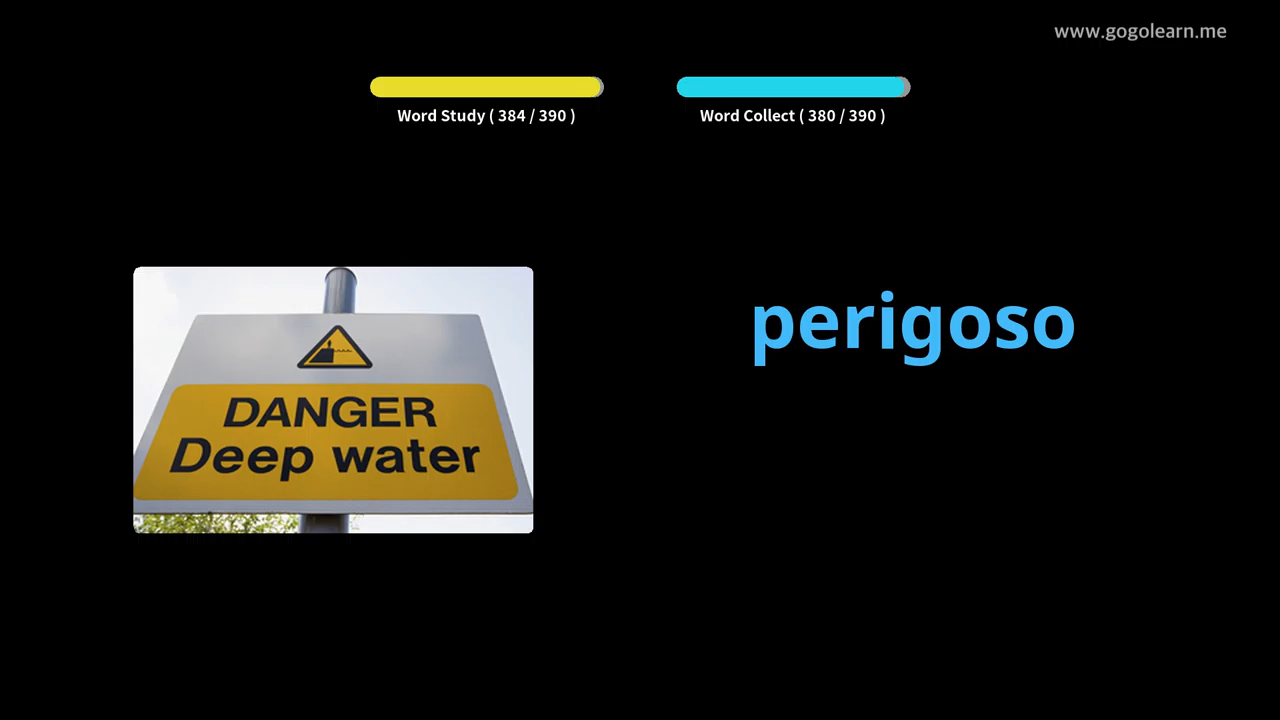 www.gogolearn.me
Word Study ( 384 / 390 )
Word Collect ( 380 / 390 )
DANGER
Deep water
perigoso